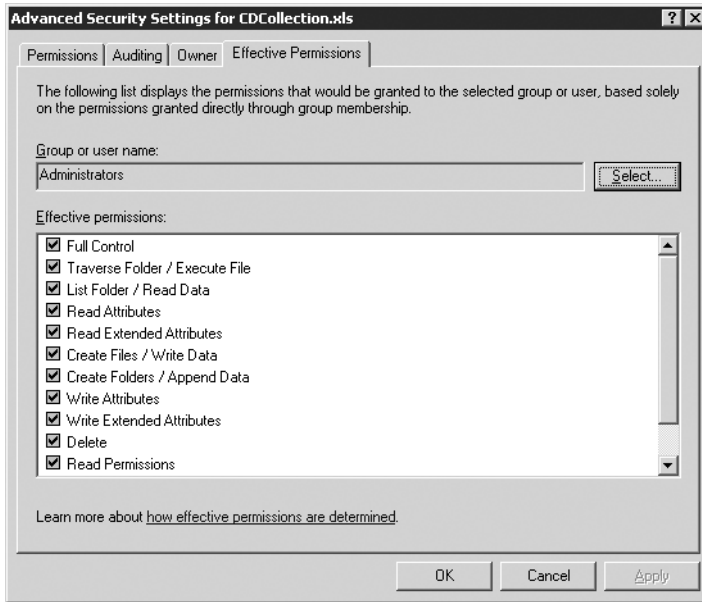 Advanced Security Settings for CDCollection.xls
Permissions Auditing Owner Effective Permissions
The following list displays the permissions that would be granted to the selected group or user, based solely
on the permissions granted directly through group membership.
Group or user name:
Administrators Select...
Effective permissions:
Full Control
Traverse Folder / Execute File
List Folder / Read Data
Read Attributes
Read Extended Attributes
Create Files / Write Data
Create Folders / Append Data
Write Attributes
Write Extended Attributes
Delete
Read Permissions
Learn more about how effective permissions are determined.
OK Cancel Apply